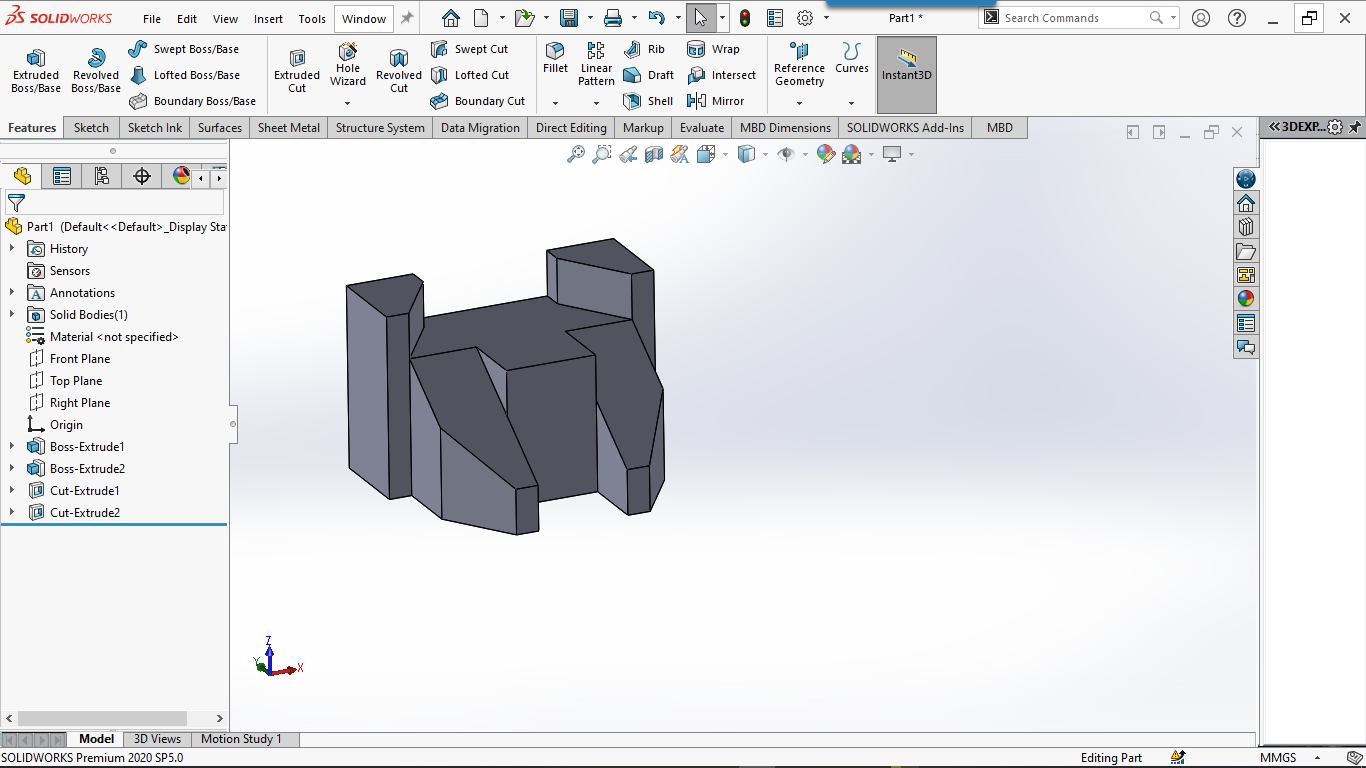 SOLIDWORKS File Edit View Insert Tools Window Part1 * Search Commands
Extruded Boss/Base
Revolved Boss/Base
Swept Boss/Base
Lofted Boss/Base
Boundary Boss/Base
Extruded Cut
Hole Wizard
Revolved Cut
Swept Cut
Lofted Cut
Boundary Cut
Fillet
Linear Pattern
Rib
Draft
Shell
Wrap
Intersect
Mirror
Reference Geometry
Curves
Instant3D
Features Sketch Sketch Ink Surfaces Sheet Metal Structure System Data Migration Direct Editing Markup Evaluate MBD Dimensions SOLIDWORKS Add-Ins MBD
3DEXP...
Part1 (Default<<Default>_Display Sta
History
Sensors
Annotations
Solid Bodies(1)
Material <not specified>
Front Plane
Top Plane
Right Plane
Origin
Boss-Extrude1
Boss-Extrude2
Cut-Extrude1
Cut-Extrude2
Z
Y
X
Model 3D Views Motion Study 1
SOLIDWORKS Premium 2020 SP5.0 Editing Part MMGS